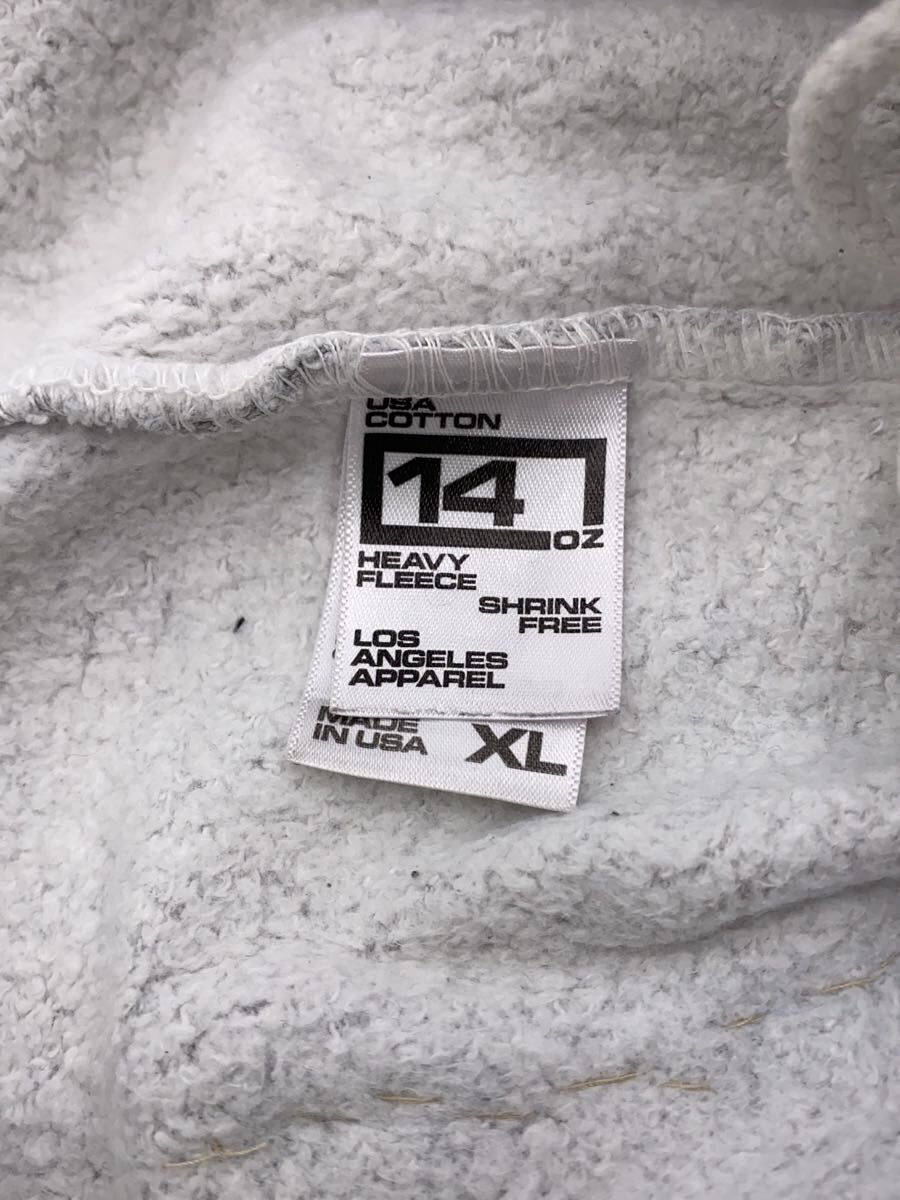 USA
COTTON
14
OZ
HEAVY
FLEECE
SHRINK
FREE
LOS
ANGELES
APPAREL
MADE
IN USA
XL